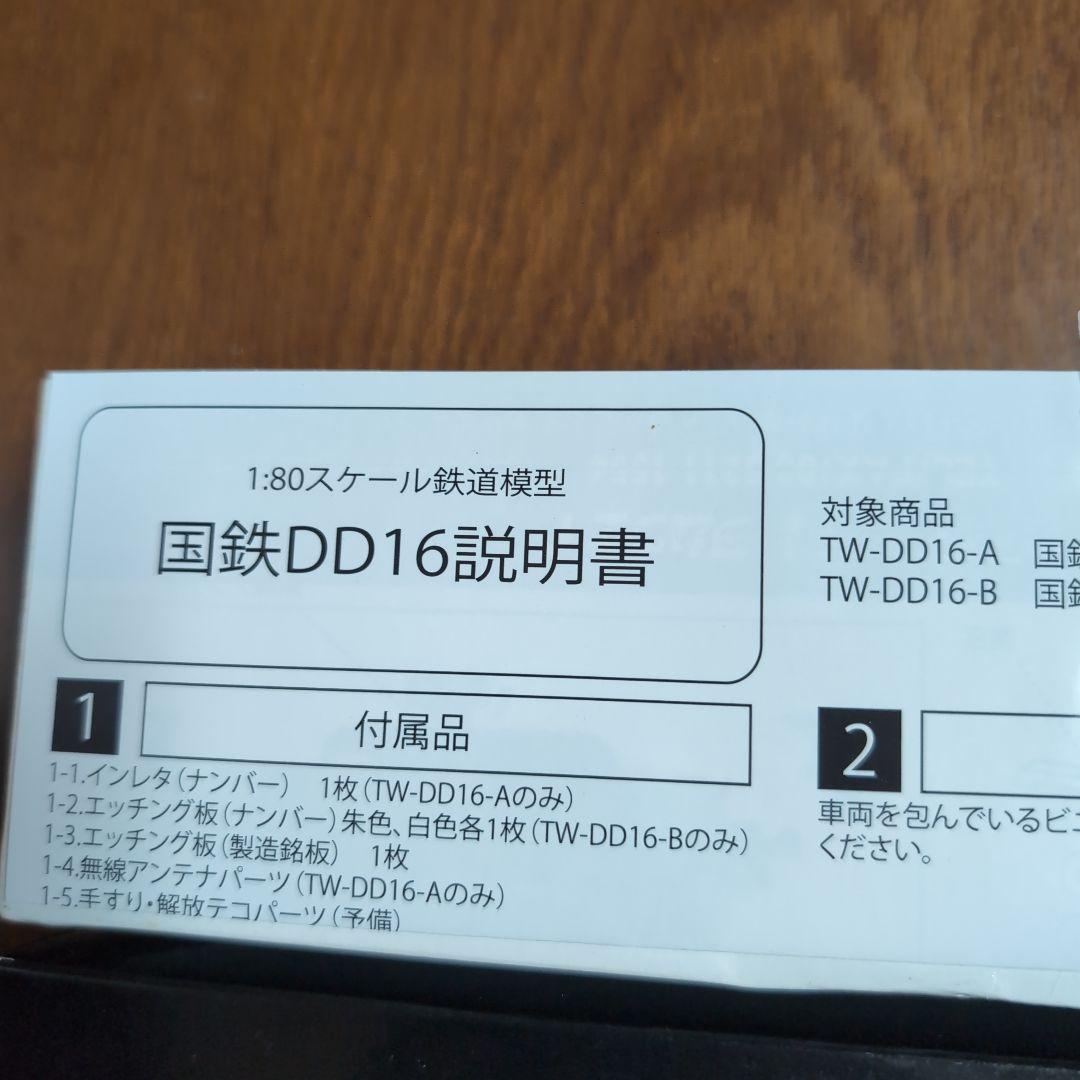 1:80スケール鉄道模型
国鉄DD16説明書
対象商品
TW-DD16-A 国鉄
TW-DD16-B 国鉄
1 付属品
1-1.インレタ(ナンバー) 1枚(TW-DD16-Aのみ)
1-2.エッチング板(ナンバー)朱色、白色各1枚(TW-DD16-Bのみ)
1-3.エッチング板(製造銘板) 1枚
1-4.無線アンテナパーツ(TW-DD16-Aのみ)
1-5.手すり・解放テコパーツ(予備)
2
車両を包んでいるビニ
ください。